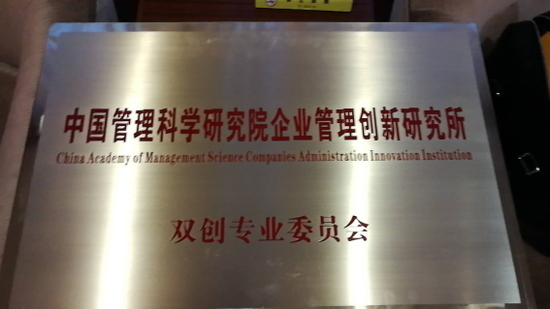 中国管理科学研究院企业管理创新研究所
China Academy of Management Science Companies Administration Innovation Institution
双创专业委员会